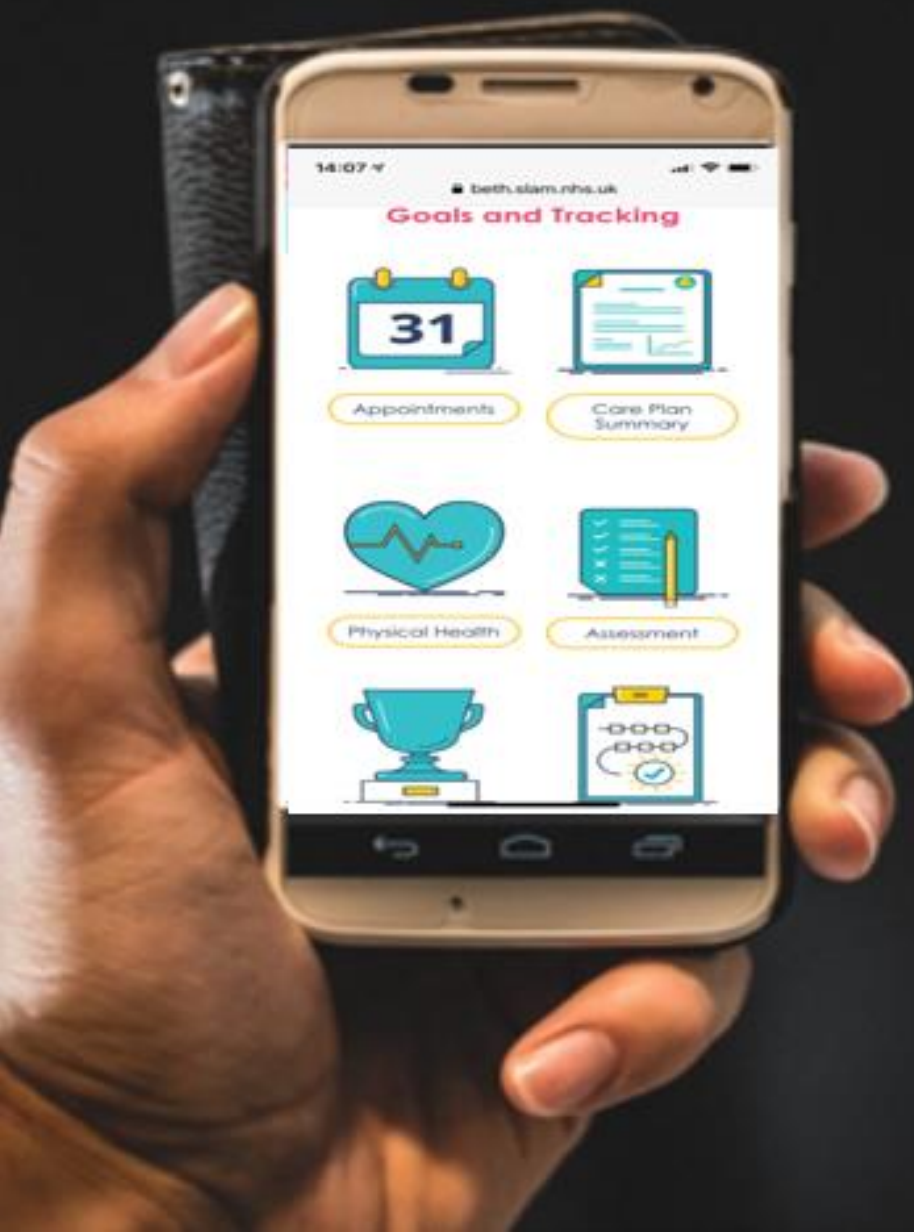 14:07
beth.slam.nhs.uk
Goals and Tracking
31
Appointments
Care Plan
Summary
Physical Health
Assessment